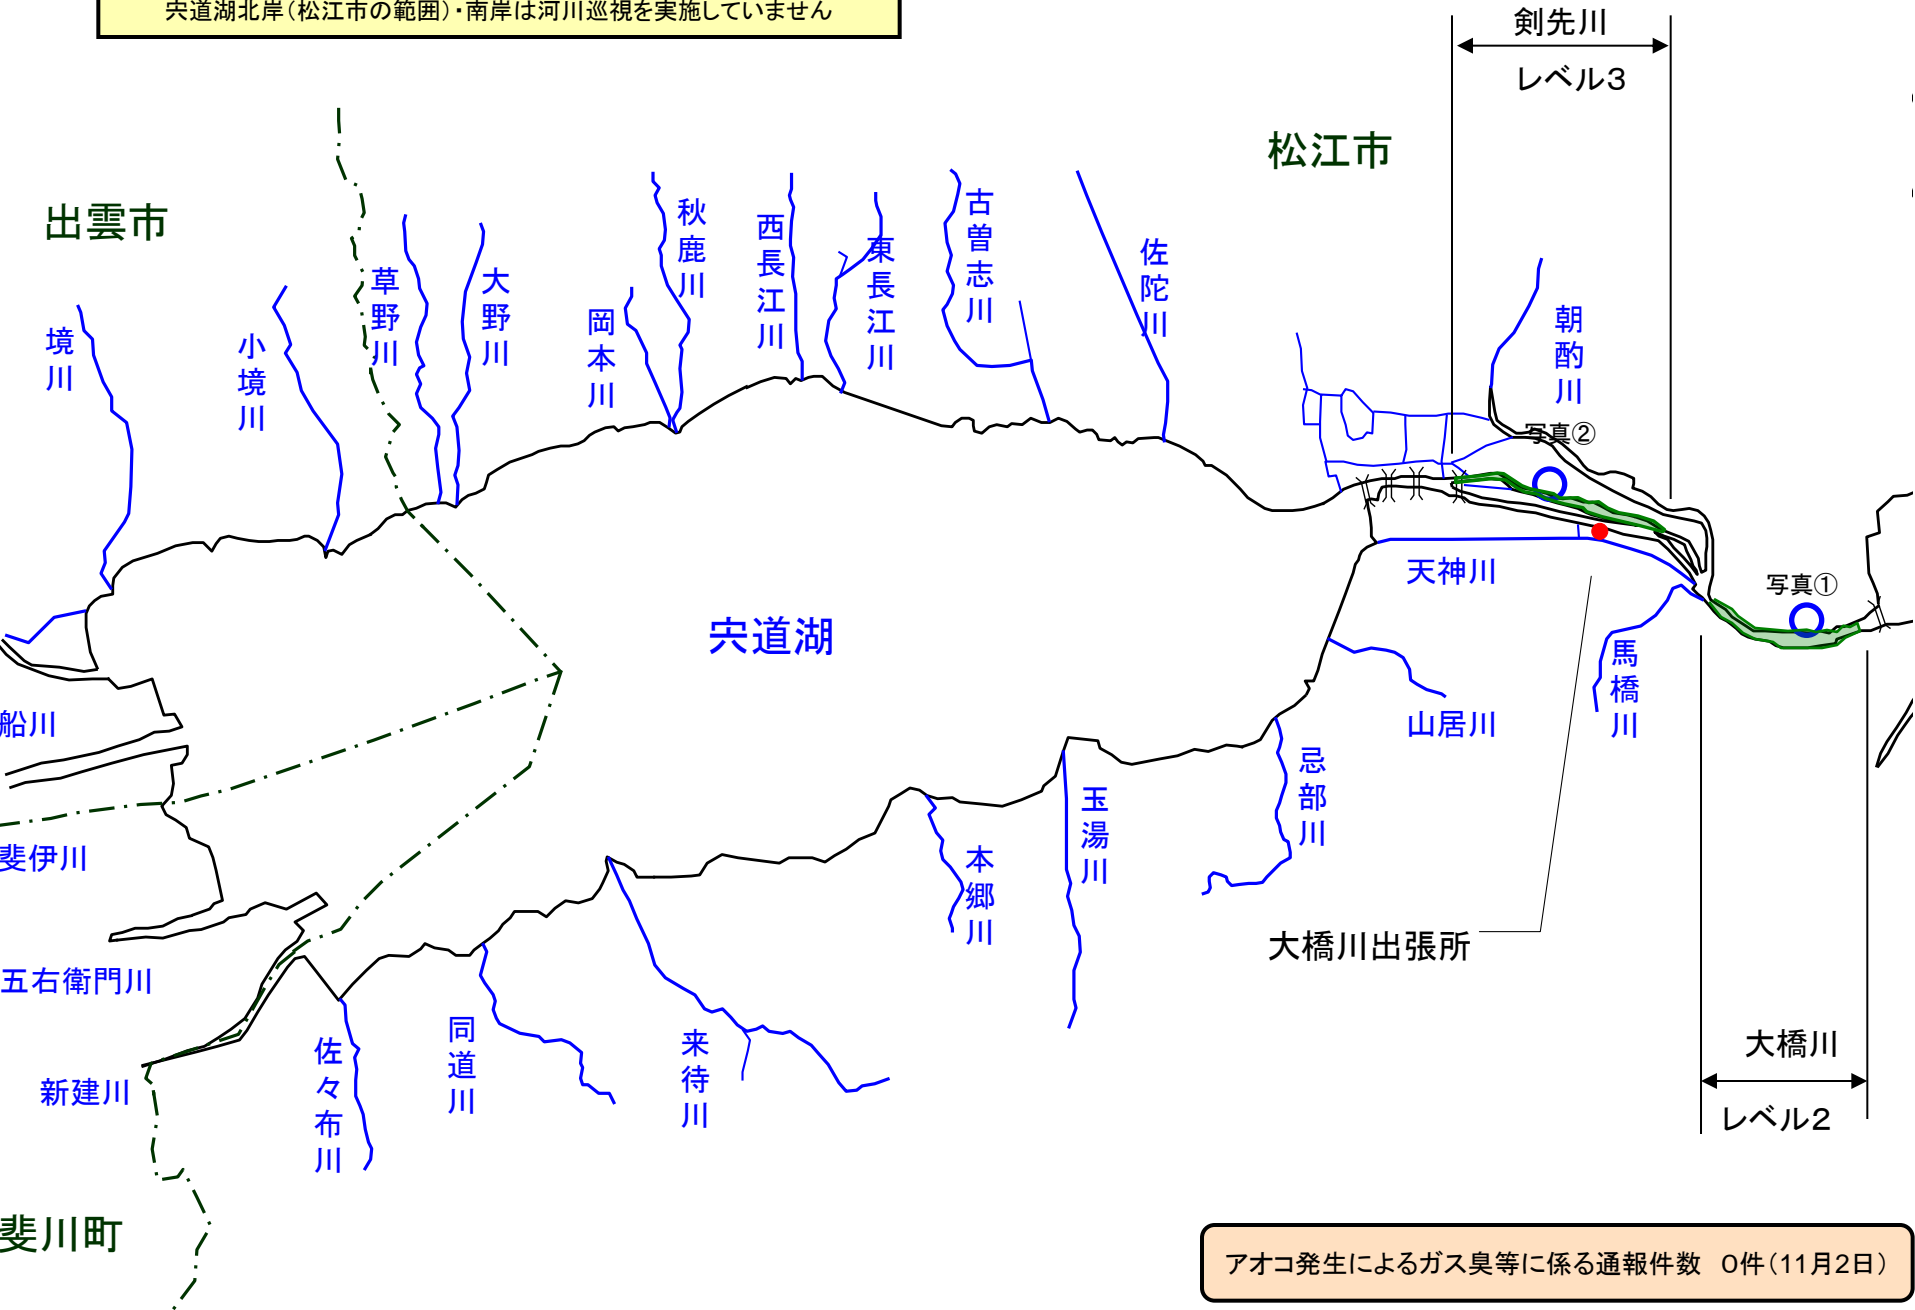 宍道湖北岸（松江市の範囲）・南岸は河川巡視を実施していません
剣先川
レベル3
松江市
出雲市
境川
小境川
草野川
大野川
岡本川
秋鹿川
西長江川
東長江川
古曽志川
佐陀川
朝酌川
写真②
写真①
天神川
宍道湖
馬橋川
山居川
忌部川
玉湯川
本郷川
船川
斐伊川
五右衛門川
大橋川出張所
新建川
佐々布川
同道川
来待川
大橋川
レベル2
斐川町
アオコ発生によるガス臭等に係る通報件数　0件（11月2日）